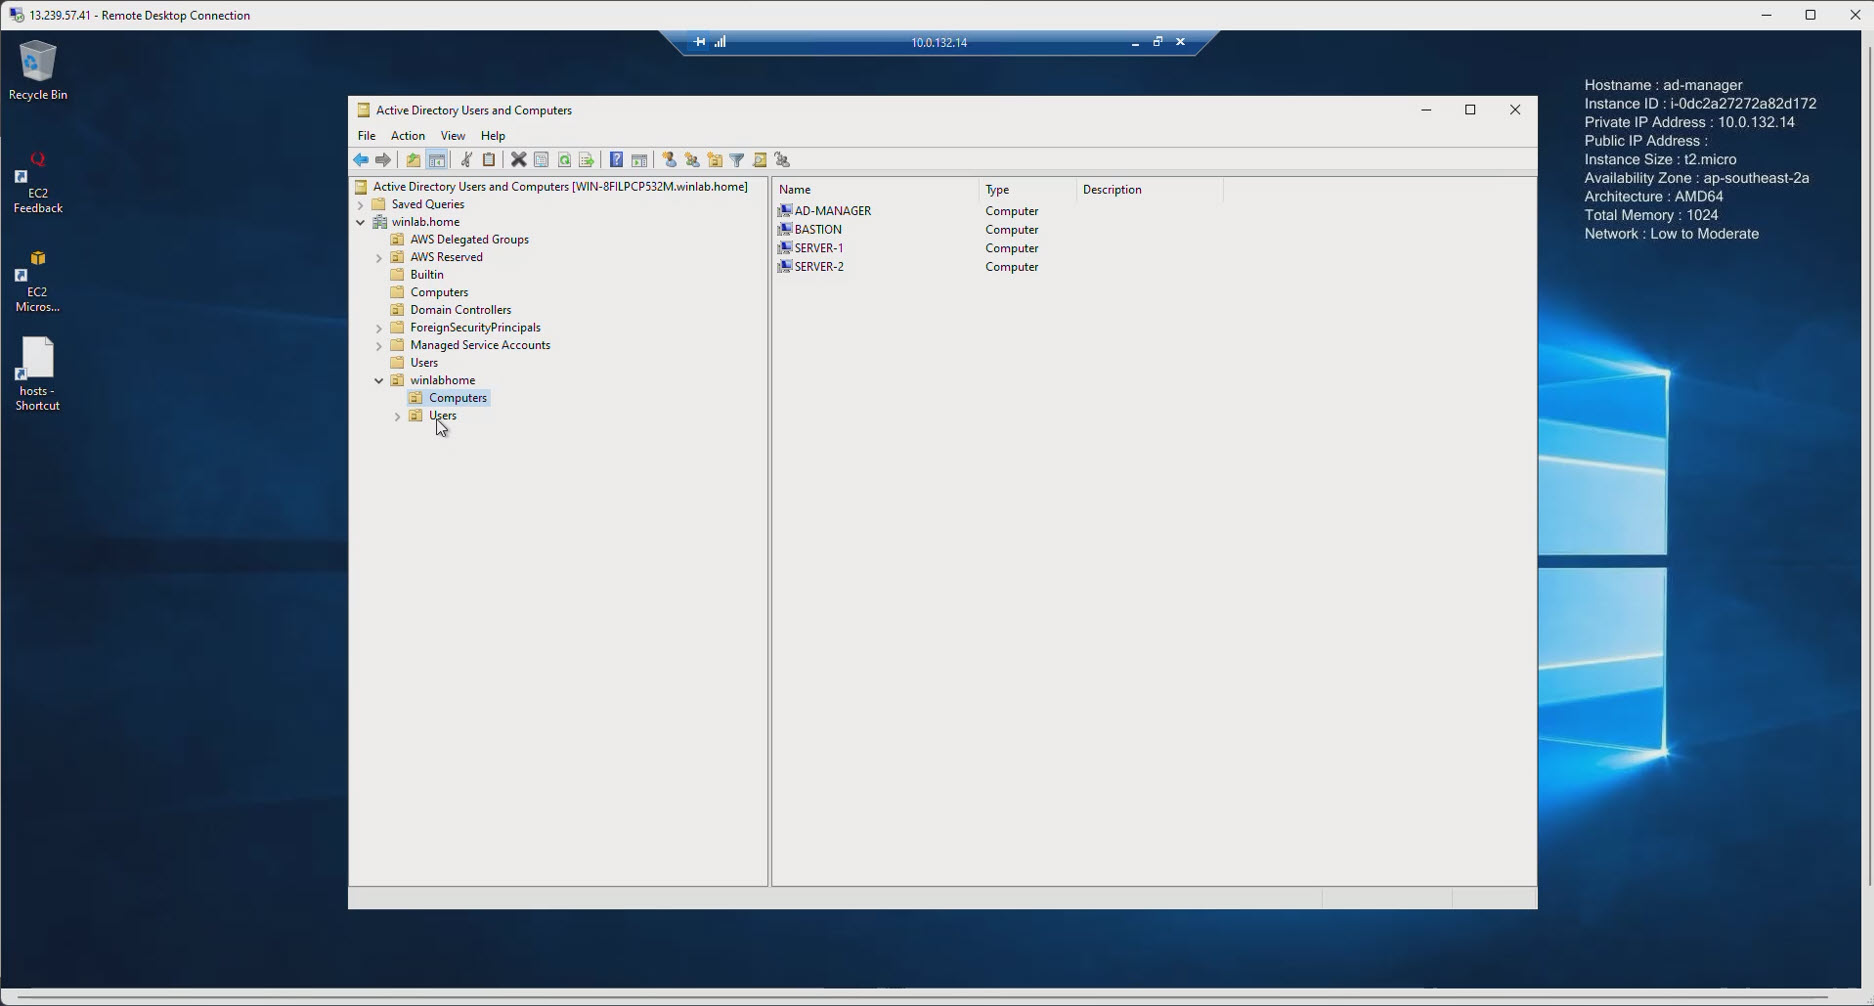 13.239.57.41 - Remote Desktop Connection
10.0.132.14
Recycle Bin
EC2
Feedback
EC2
Micros...
hosts -
Shortcut
Hostname : ad-manager
Instance ID : i-0dc2a27272a82d172
Private IP Address : 10.0.132.14
Public IP Address :
Instance Size : t2.micro
Availability Zone : ap-southeast-2a
Architecture : AMD64
Total Memory : 1024
Network : Low to Moderate
Active Directory Users and Computers
File Action View Help
Active Directory Users and Computers [WIN-8FILPCP532M.winlab.home]
Saved Queries
winlab.home
AWS Delegated Groups
AWS Reserved
Builtin
Computers
Domain Controllers
ForeignSecurityPrincipals
Managed Service Accounts
Users
winlabhome
Computers
Users
Name Type Description
AD-MANAGER Computer
BASTION Computer
SERVER-1 Computer
SERVER-2 Computer